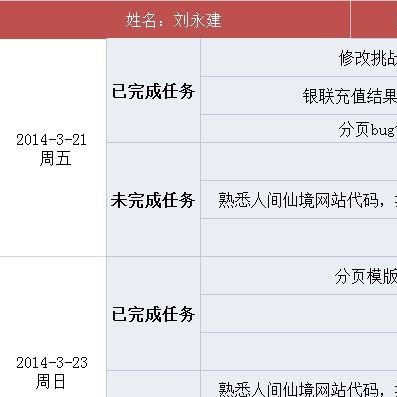 姓名：刘永建
2014-3-21
周五
已完成任务
修改挑战
银联充值结果
分页bug
未完成任务
熟悉人间仙境网站代码，
2014-3-23
周日
已完成任务
分页模版
熟悉人间仙境网站代码，